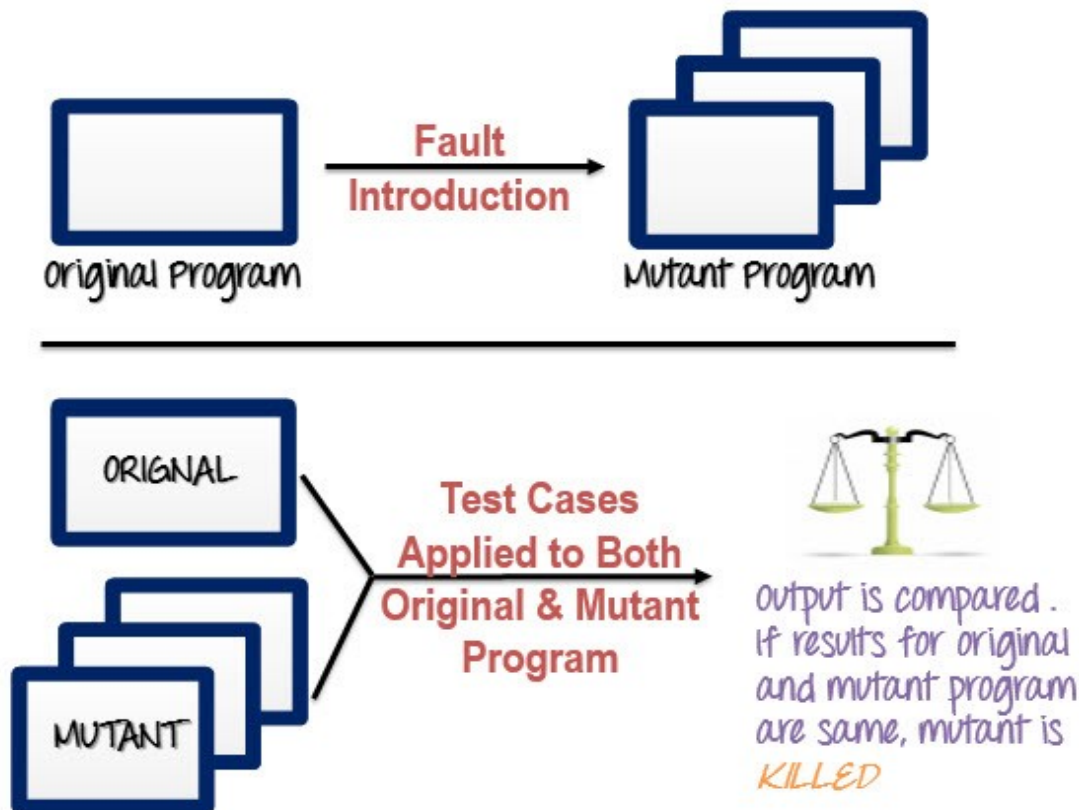 Fault
Introduction
Original Program
Mutant Program
ORIGNAL
MUTANT
Test Cases
Applied to Both
Original & Mutant
Program
Output is compared .
If results for original
and mutant program
are same, mutant is
KILLED